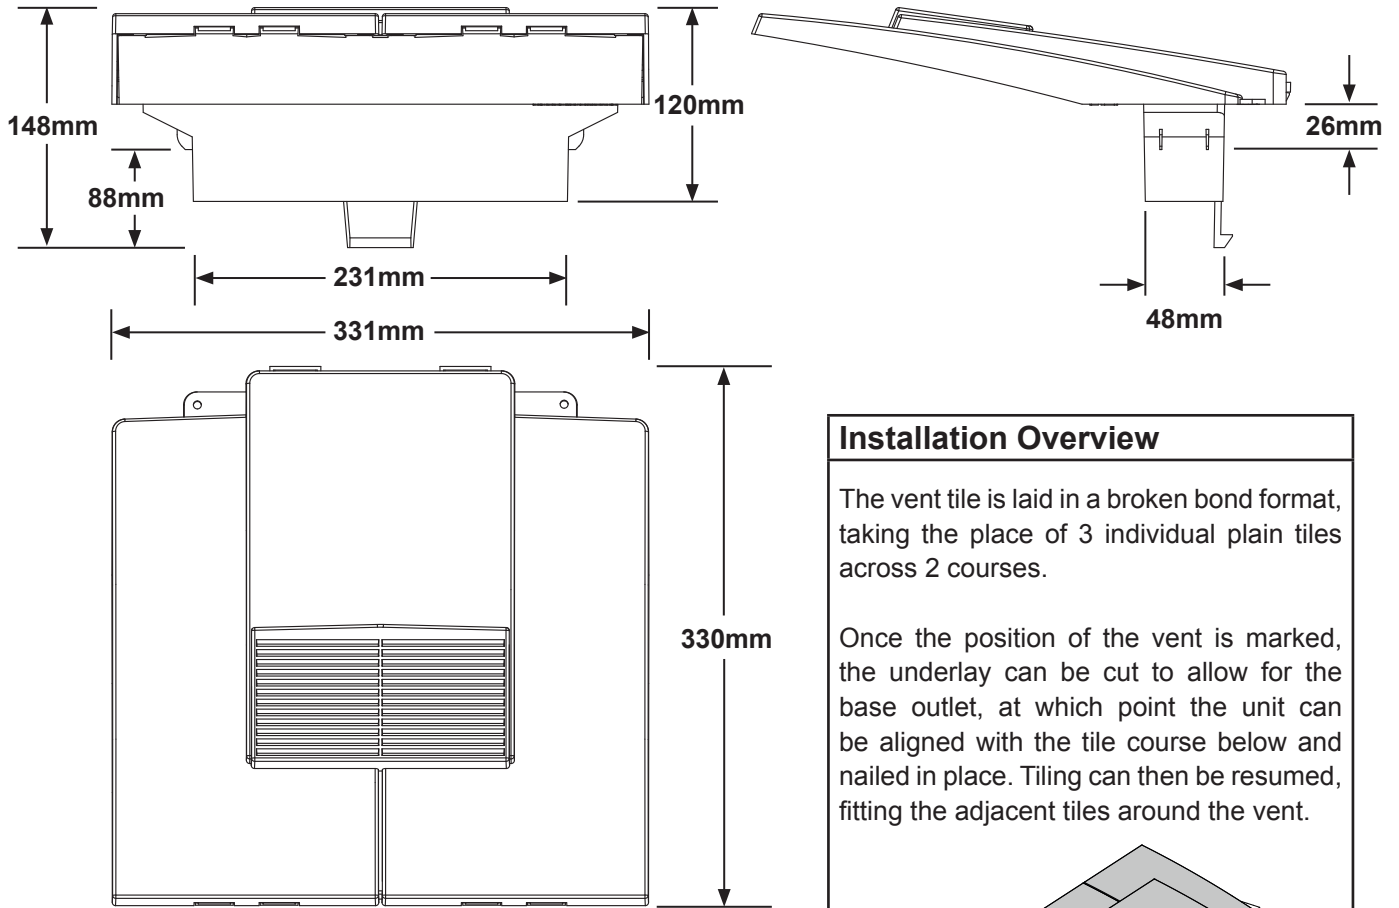 148mm
88mm
120mm
231mm
331mm
26mm
48mm
330mm
Installation Overview
The vent tile is laid in a broken bond format,
taking the place of 3 individual plain tiles
across 2 courses.
Once the position of the vent is marked,
the underlay can be cut to allow for the
base outlet, at which point the unit can
be aligned with the tile course below and
nailed in place. Tiling can then be resumed,
fitting the adjacent tiles around the vent.